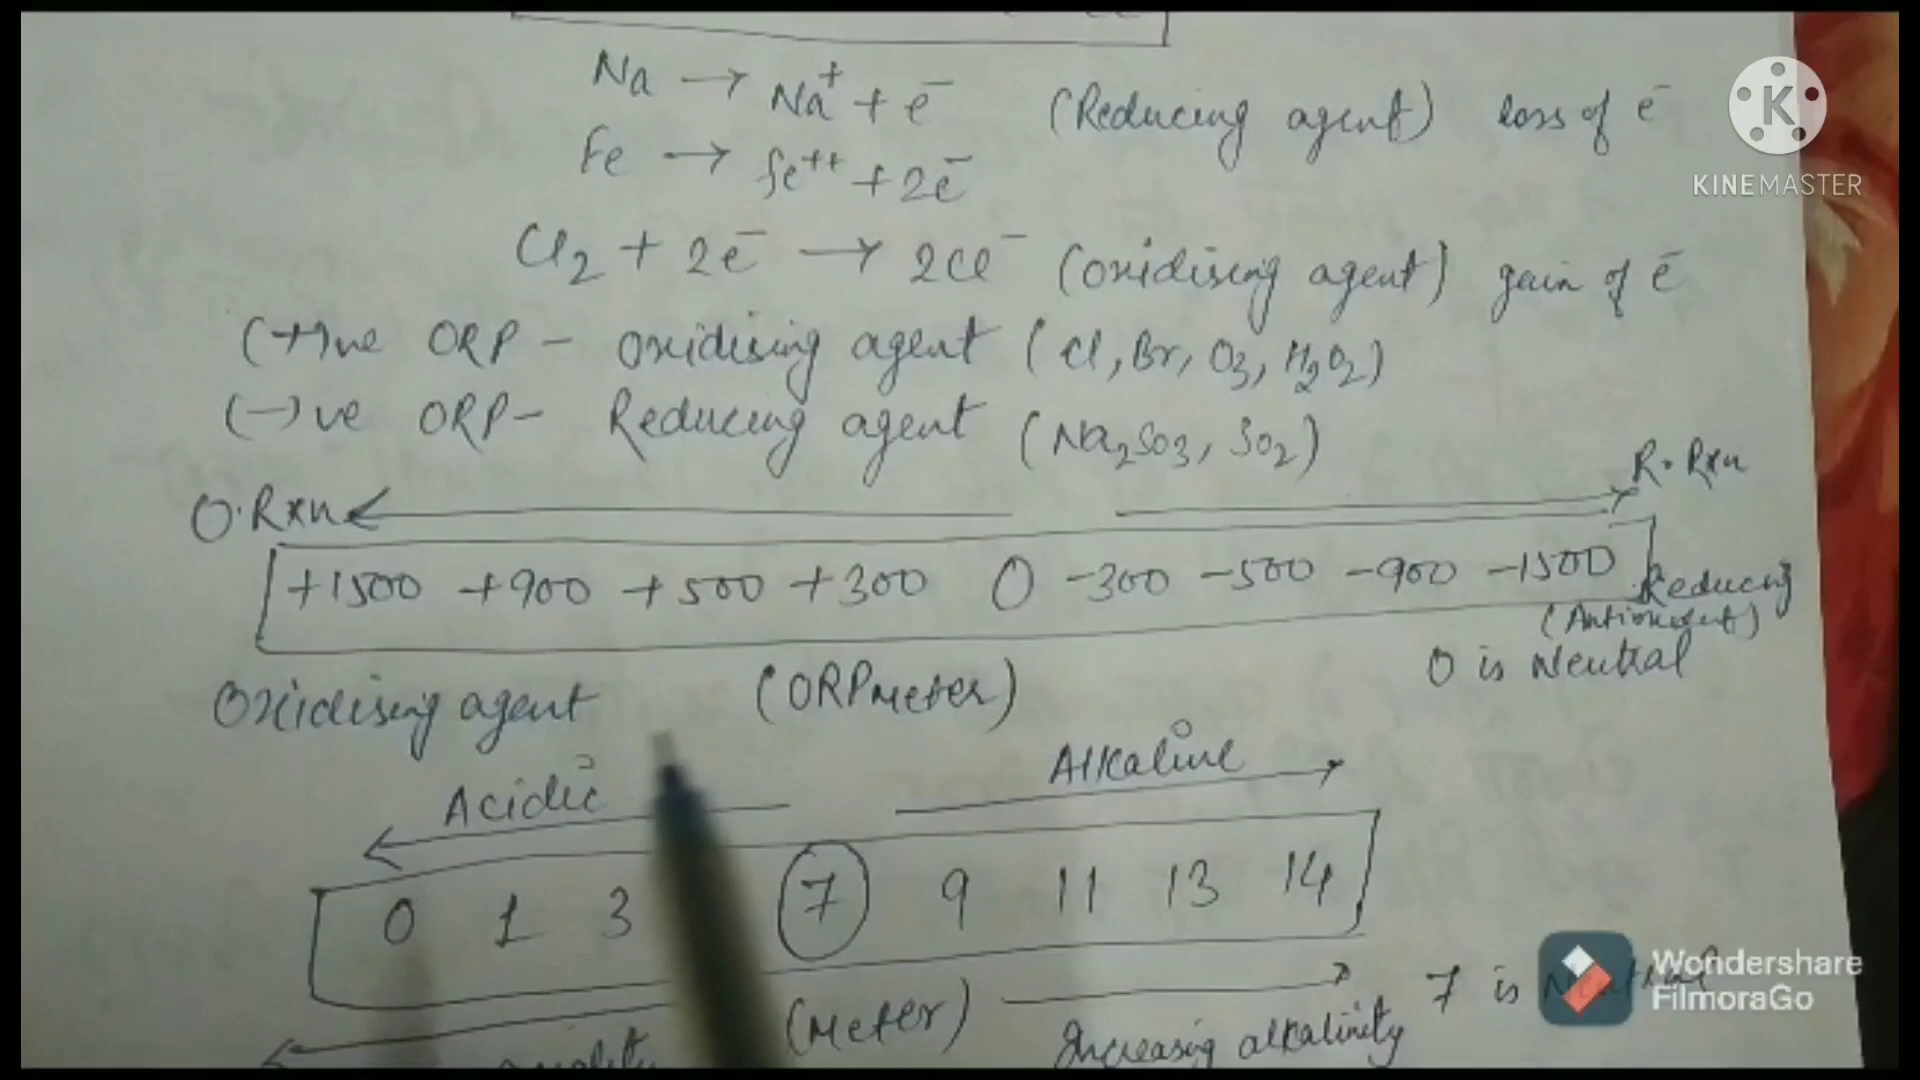 Na → Na⁺ + e⁻ (Reducing agent) loss of e⁻
Fe → fe⁺⁺ + 2e⁻
Cl₂ + 2e⁻ → 2Cl⁻ (oxidising agent) gain of e⁻
(+)ve ORP - oxidising agent (Cl, Br, O₃, H₂O₂)
(-)ve ORP - Reducing agent (Na₂SO₃, SO₂)
O.Rxn ← → R.Rxn
+1500 +900 +500 +300 0 -300 -500 -900 -1500 Reducing
Oxidising agent (ORP meter) 0 is Neutral
Acidic Alkaline
0 1 3 7 9 11 13 14
(Meter) 7 is Neutral
Increasing alkalinity
KINEMASTER
Wondershare
FilmoraGo